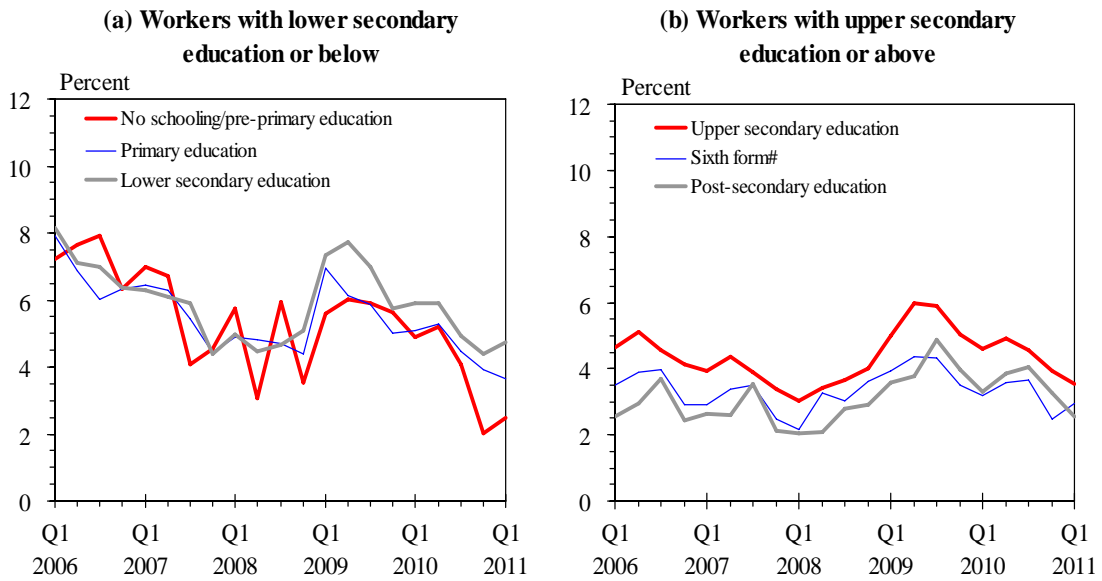 (a) Workers with lower secondary
education or below
Percent
12
10
8
6
4
2
0
No schooling/pre-primary education
Primary education
Lower secondary education
Q1 Q1 Q1 Q1 Q1 Q1
2006 2007 2008 2009 2010 2011
(b) Workers with upper secondary
education or above
Percent
12
10
8
6
4
2
0
Upper secondary education
Sixth form#
Post-secondary education
Q1 Q1 Q1 Q1 Q1 Q1
2006 2007 2008 2009 2010 2011